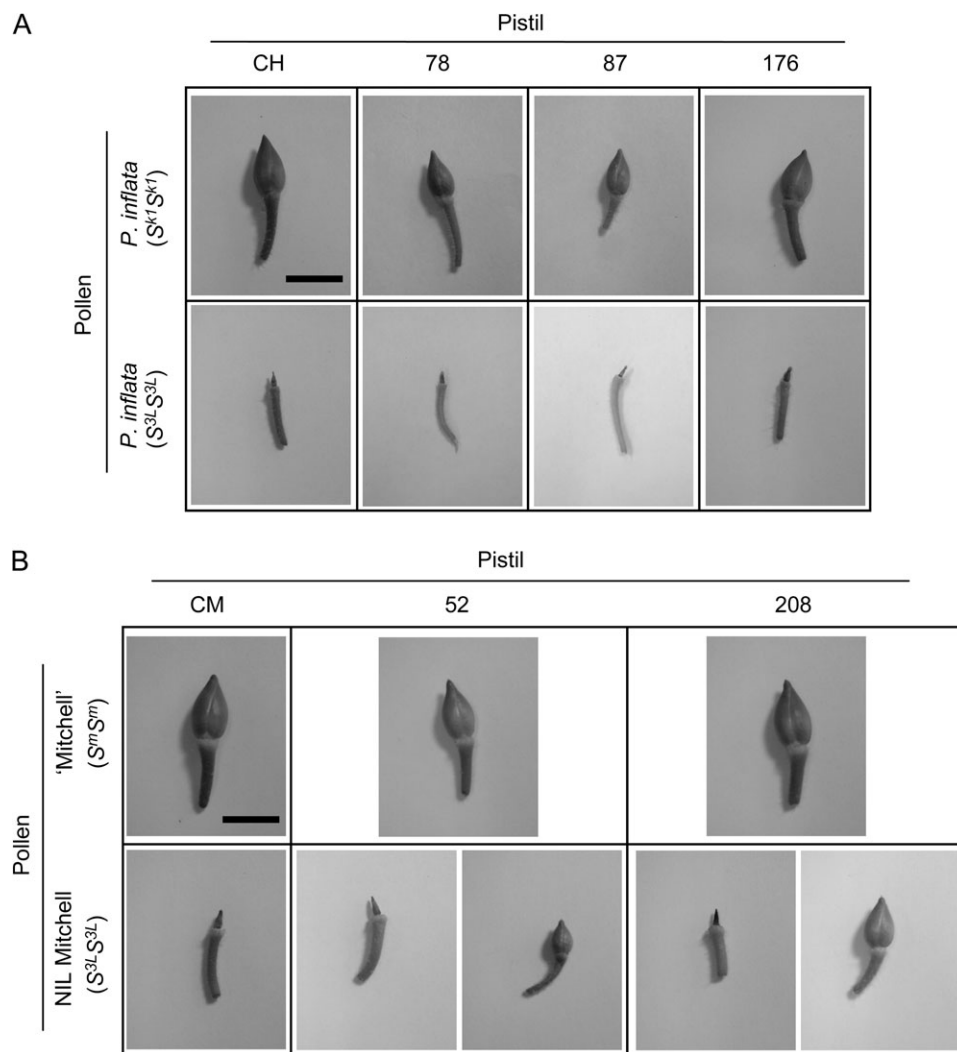 A
Pistil
CH 78 87 176
Pollen
P. inflata
(Sk1Sk1)
P. inflata
(S3LS3L)
B
Pistil
CM 52 208
Pollen
‘Mitchell’
(SmSm)
NIL Mitchell
(S3LS3L)